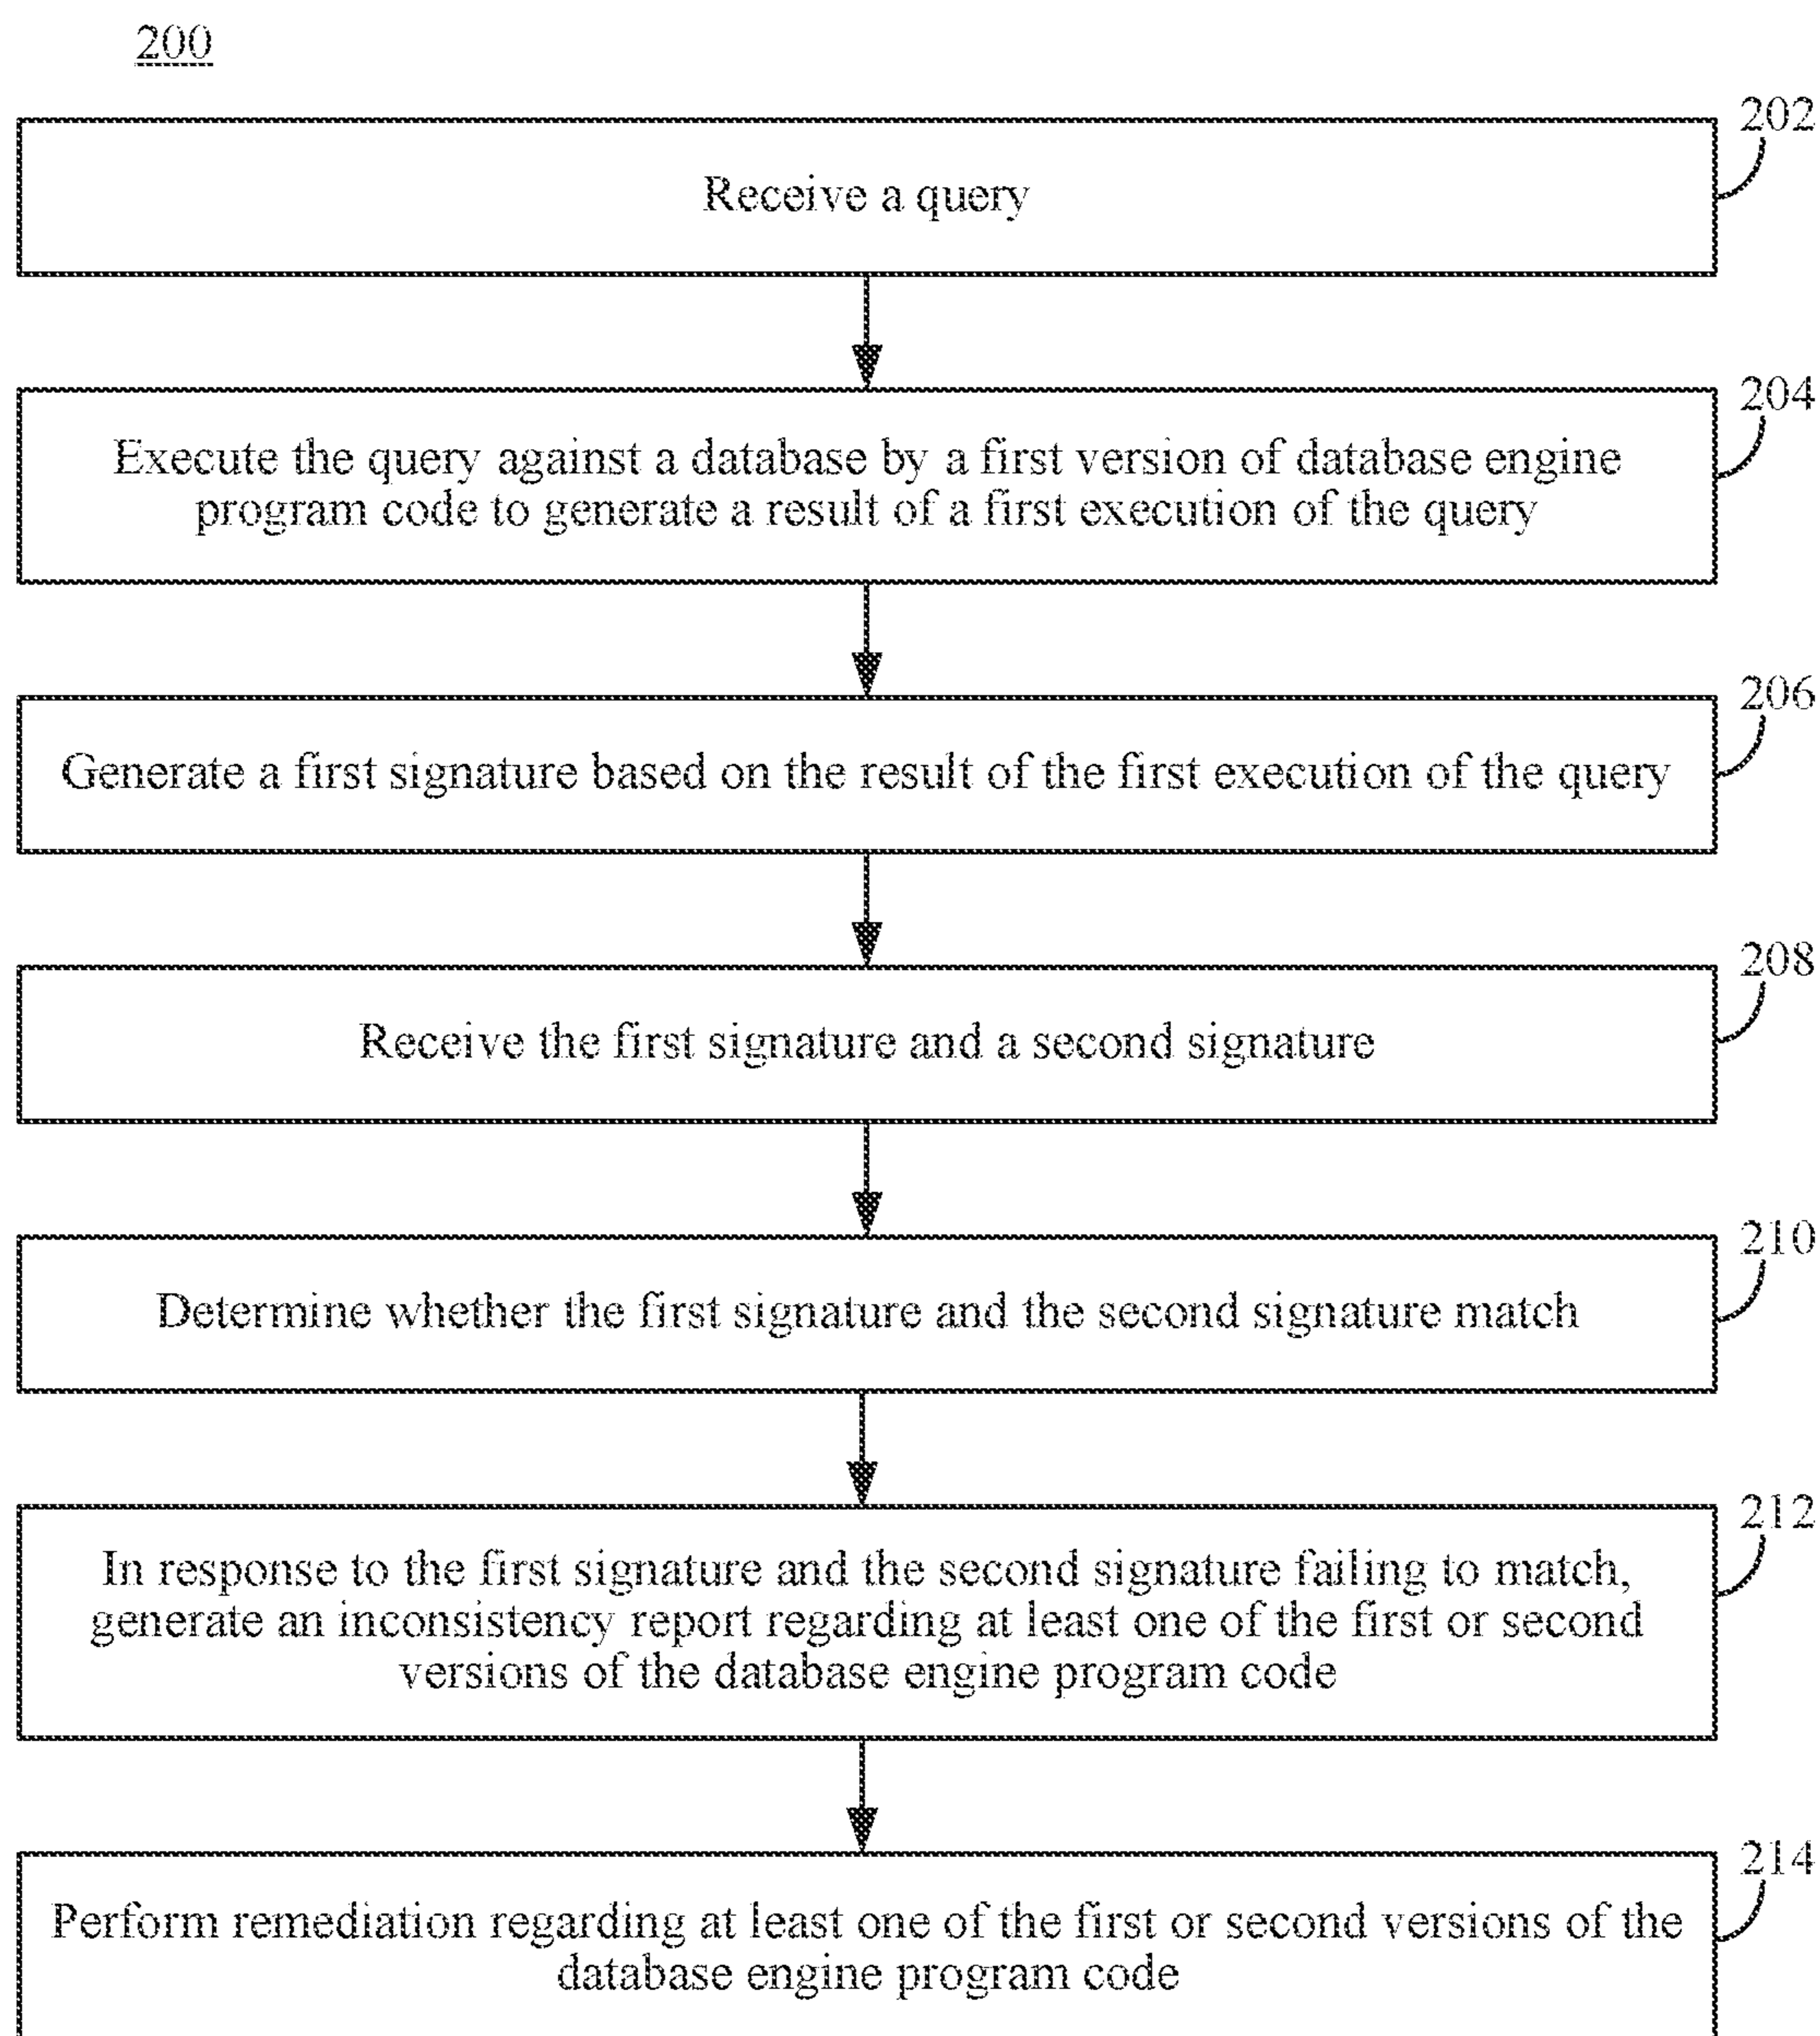 200
202
Receive a query
204
Execute the query against a database by a first version of database engine
program code to generate a result of a first execution of the query
206
Generate a first signature based on the result of the first execution of the query
208
Receive the first signature and a second signature
210
Determine whether the first signature and the second signature match
212
In response to the first signature and the second signature failing to match,
generate an inconsistency report regarding at least one of the first or second
versions of the database engine program code
214
Perform remediation regarding at least one of the first or second versions of the
database engine program code